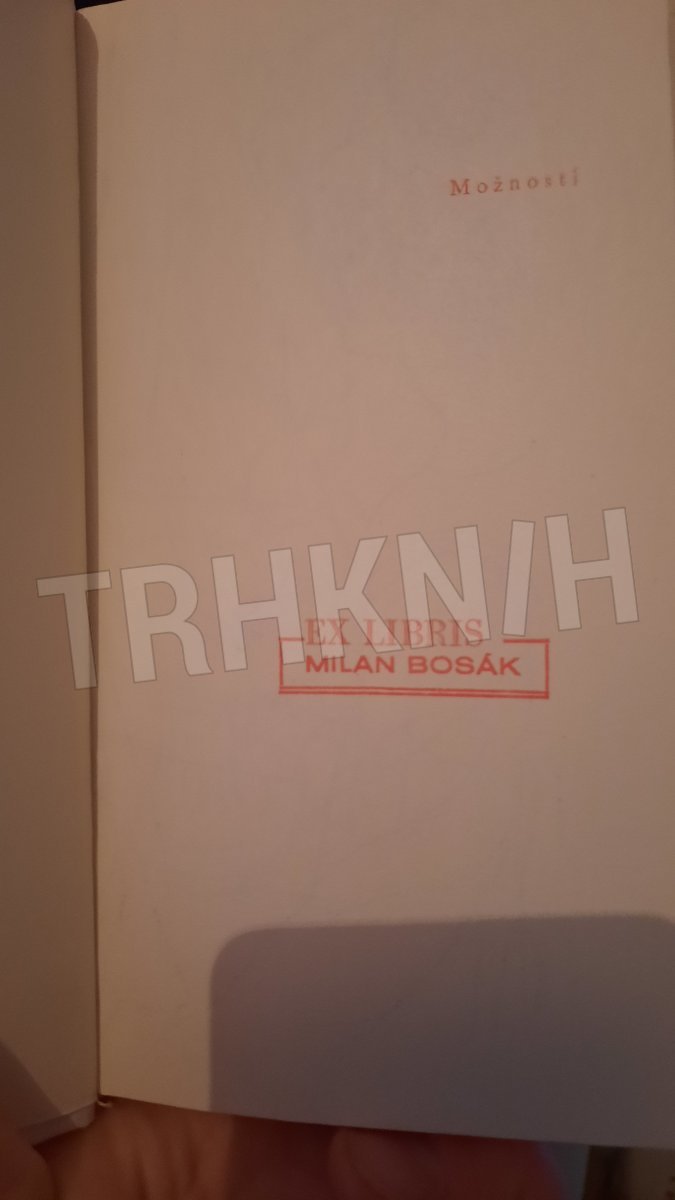 Možnosti
TRHKNIH
EX LIBRIS
MILAN BOSÁK